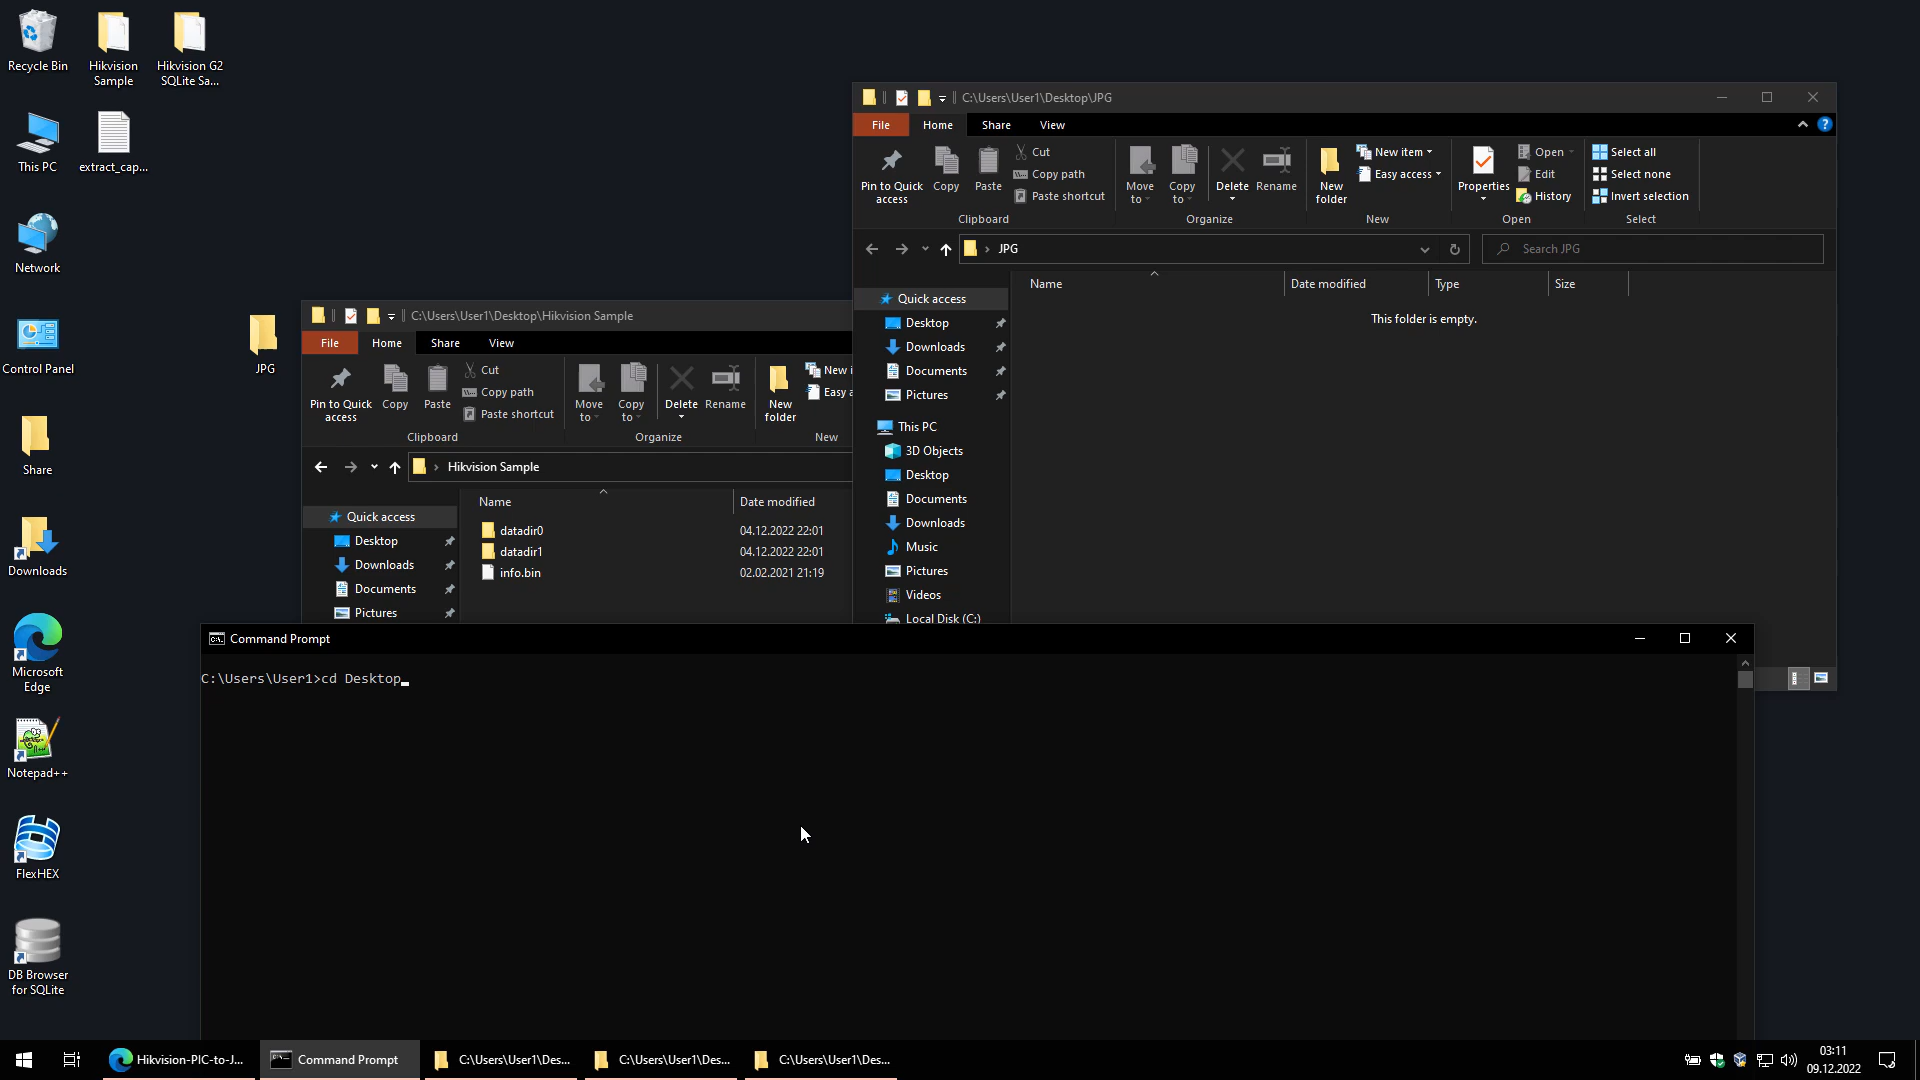 Recycle Bin
Hikvision Sample
Hikvision G2 SQLite Sa...
This PC
extract_cap...
Network
Control Panel
JPG
Share
Downloads
Microsoft Edge
Notepad++
FlexHEX
DB Browser for SQLite
C:\Users\User1\Desktop\JPG
File Home Share View
Pin to Quick access
Copy
Paste
Cut
Copy path
Paste shortcut
Clipboard
Move to
Copy to
Delete
Rename
Organize
New folder
New item
Easy access
New
Properties
Open
Edit
History
Open
Select all
Select none
Invert selection
Select
JPG
Search JPG
Name Date modified Type Size
This folder is empty.
Quick access
Desktop
Downloads
Documents
Pictures
This PC
3D Objects
Desktop
Documents
Downloads
Music
Pictures
Videos
Local Disk (C:)
C:\Users\User1\Desktop\Hikvision Sample
File Home Share View
Pin to Quick access
Copy
Paste
Cut
Copy path
Paste shortcut
Clipboard
Move to
Copy to
Delete
Rename
Organize
New folder
New i
Easy a
New
Hikvision Sample
Name Date modified
datadir0 04.12.2022 22:01
datadir1 04.12.2022 22:01
info.bin 02.02.2021 21:19
Quick access
Desktop
Downloads
Documents
Pictures
Command Prompt
C:\Users\User1>cd Desktop_
Hikvision-PIC-to-J...
Command Prompt
C:\Users\User1\Des...
C:\Users\User1\Des...
C:\Users\User1\Des...
03:11
09.12.2022